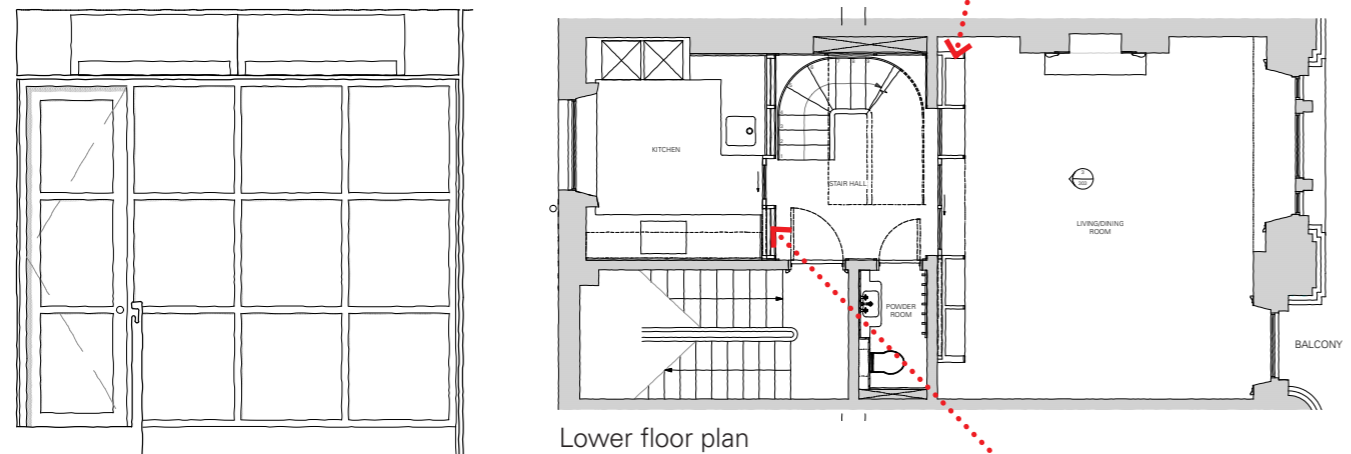 KITCHEN
STAIR HALL
LIVING/DINING
ROOM
POWDER
ROOM
BALCONY
Lower floor plan